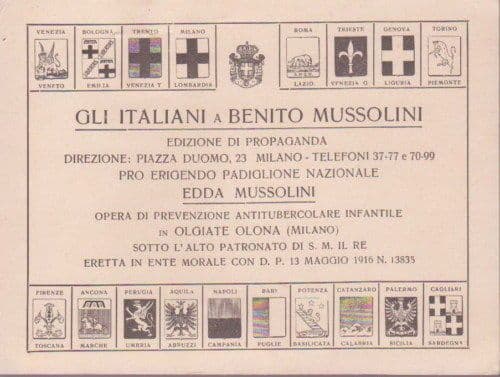 VENEZIA BOLOGNA TRENTO MILANO ROMA TRIESTE GENOVA TORINO
VENETO EMILIA VENEZIA T LOMBARDIA LAZIO VENEZIA G. LIGURIA PIEMONTE
GLI ITALIANI A BENITO MUSSOLINI
EDIZIONE DI PROPAGANDA
DIREZIONE: PIAZZA DUOMO, 23 MILANO - TELEFONI 37-77 e 70-99
PRO ERIGENDO PADIGLIONE NAZIONALE
EDDA MUSSOLINI
OPERA DI PREVENZIONE ANTITUBERCOLARE INFANTILE
IN OLGIATE OLONA (MILANO)
SOTTO L'ALTO PATRONATO DI S. M. IL RE
ERETTA IN ENTE MORALE CON D. P. 13 MAGGIO 1916 N. 13835
FIRENZE ANCONA PERUGIA AQUILA NAPOLI BARI POTENZA CATANZARO PALERMO CAGLIARI
TOSCANA MARCHE UMBRIA ABRUZZI CAMPANIA PUGLIE BASILICATA CALABRIA SICILIA SARDEGNA